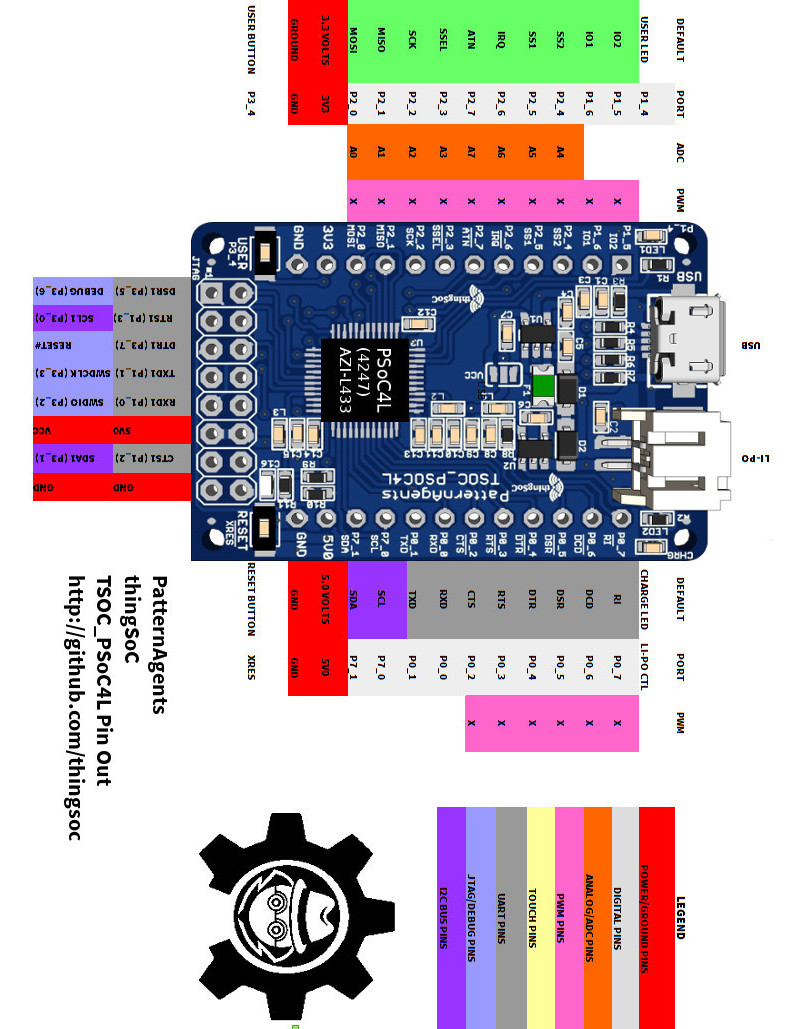 DEFAULT
USER LED
IO2
IO1
SS2
SS1
IRQ
ATN
SSEL
SCK
MISO
MOSI
3.3 VOLTS
GROUND
USER BUTTON
PORT
P1_4
P1_5
P1_6
P2_4
P2_5
P2_6
P2_7
P2_3
P2_2
P2_1
P2_0
3V3
GND
P3_4
ADC
A4
A5
A6
A7
A3
A2
A1
A0
PWM
X
X
X
X
X
X
X
X
X
X
P1_4
LED1
P1_5
IO2
P1_6
IO1
P2_4
SS2
P2_5
SS1
P2_6
IRQ
P2_7
ATN
P2_3
SSEL
P2_2
SCK
P2_1
MISO
P2_0
MOSI
3V3
GND
USER
P3_4
JTAG
USB
R1
R3
C1
C3
C4
U1
C5
C7
R4
R5
R6
R7
C12
U3
thingSoC
PSoC4L
(4247)
AZI-L433
VCC
F1
D1
L2
L1
C6
C2
L3
C15
C14
C13
C11
C10
C9
C8
R8
U2
D2
C16
R9
R11
R10
PatternAgents
TSOC_PSOC4L
thingSoC
R2
LED2
CHRG
RESET
XRES
GND
5V0
P7_1
SDA
P7_0
SCL
P0_1
TXD
P0_0
RXD
P0_2
CTS
P0_3
RTS
P0_4
DTR
P0_5
DSR
P0_6
DCD
P0_7
RI
USB
LI-PO
DEBUG (P3_6)
DSR1 (P3_5)
SCL1 (P3_0)
RTS1 (P1_3)
RESET#
DTR1 (P3_7)
SWDCLK (P3_3)
TXD1 (P1_1)
SWDIO (P3_2)
RXD1 (P1_0)
VCC
5V0
SDA1 (P3_1)
CTS1 (P1_2)
GND
GND
DEFAULT
CHARGE LED
RI
DCD
DSR
DTR
RTS
CTS
RXD
TXD
SCL
SDA
5.0 VOLTS
GND
RESET BUTTON
PORT
LI-PO CTL
P0_7
P0_6
P0_5
P0_4
P0_3
P0_2
P0_0
P0_1
P7_0
P7_1
5V0
GND
XRES
PWM
X
X
X
X
X
X
PatternAgents
thingSoC
TSOC_PSoC4L Pin Out
http://github.com/thingsoc
LEGEND
POWER/GROUND PINS
DIGITAL PINS
ANALOG/ADC PINS
PWM PINS
TOUCH PINS
UART PINS
JTAG/DEBUG PINS
I2C BUS PINS